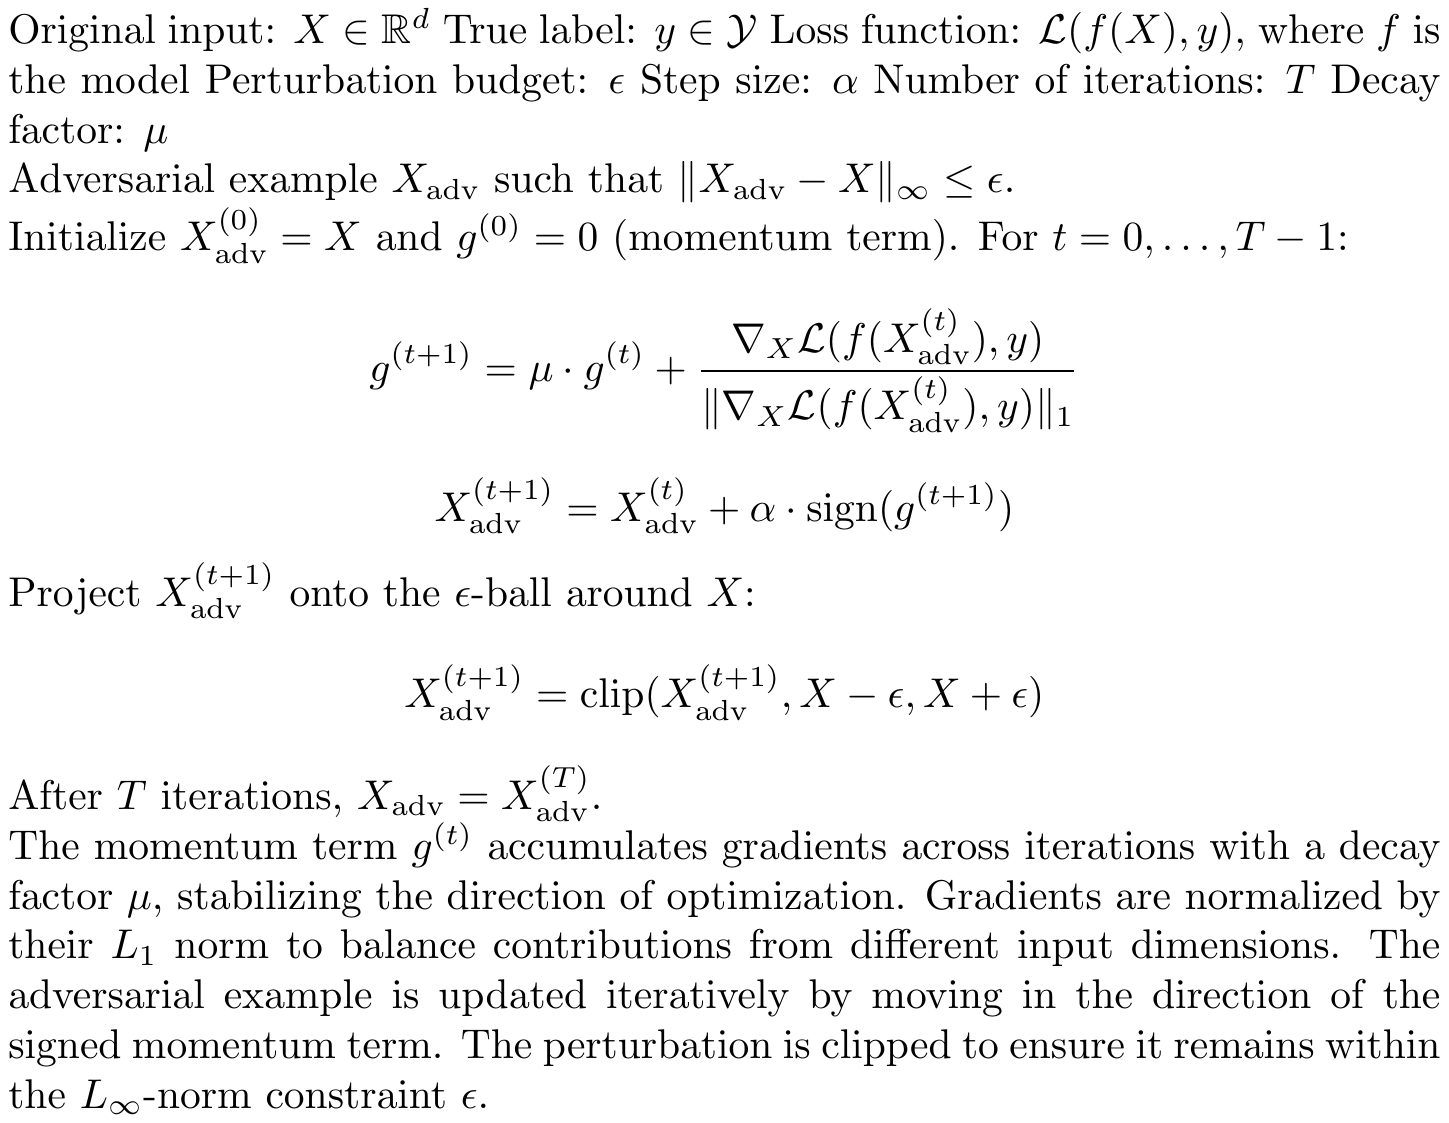 Original input: $X \in \mathbb{R}^d$ True label: $y \in \mathcal{Y}$ Loss function: $\mathcal{L}(f(X), y)$, where $f$ is
the model Perturbation budget: $\epsilon$ Step size: $\alpha$ Number of iterations: $T$ Decay
factor: $\mu$
Adversarial example $X_{\text{adv}}$ such that $\|X_{\text{adv}} - X\|_\infty \leq \epsilon$.
Initialize $X_{\text{adv}}^{(0)} = X$ and $g^{(0)} = 0$ (momentum term). For $t = 0, \ldots, T - 1$:
$g^{(t+1)} = \mu \cdot g^{(t)} + \frac{\nabla_X \mathcal{L}(f(X_{\text{adv}}^{(t)}), y)}{\|\nabla_X \mathcal{L}(f(X_{\text{adv}}^{(t)}), y)\|_1}$
$X_{\text{adv}}^{(t+1)} = X_{\text{adv}}^{(t)} + \alpha \cdot \text{sign}(g^{(t+1)})$
Project $X_{\text{adv}}^{(t+1)}$ onto the $\epsilon$-ball around $X$:
$X_{\text{adv}}^{(t+1)} = \text{clip}(X_{\text{adv}}^{(t+1)}, X - \epsilon, X + \epsilon)$
After $T$ iterations, $X_{\text{adv}} = X_{\text{adv}}^{(T)}$.
The momentum term $g^{(t)}$ accumulates gradients across iterations with a decay
factor $\mu$, stabilizing the direction of optimization. Gradients are normalized by
their $L_1$ norm to balance contributions from different input dimensions. The
adversarial example is updated iteratively by moving in the direction of the
signed momentum term. The perturbation is clipped to ensure it remains within
the $L_\infty$-norm constraint $\epsilon$.